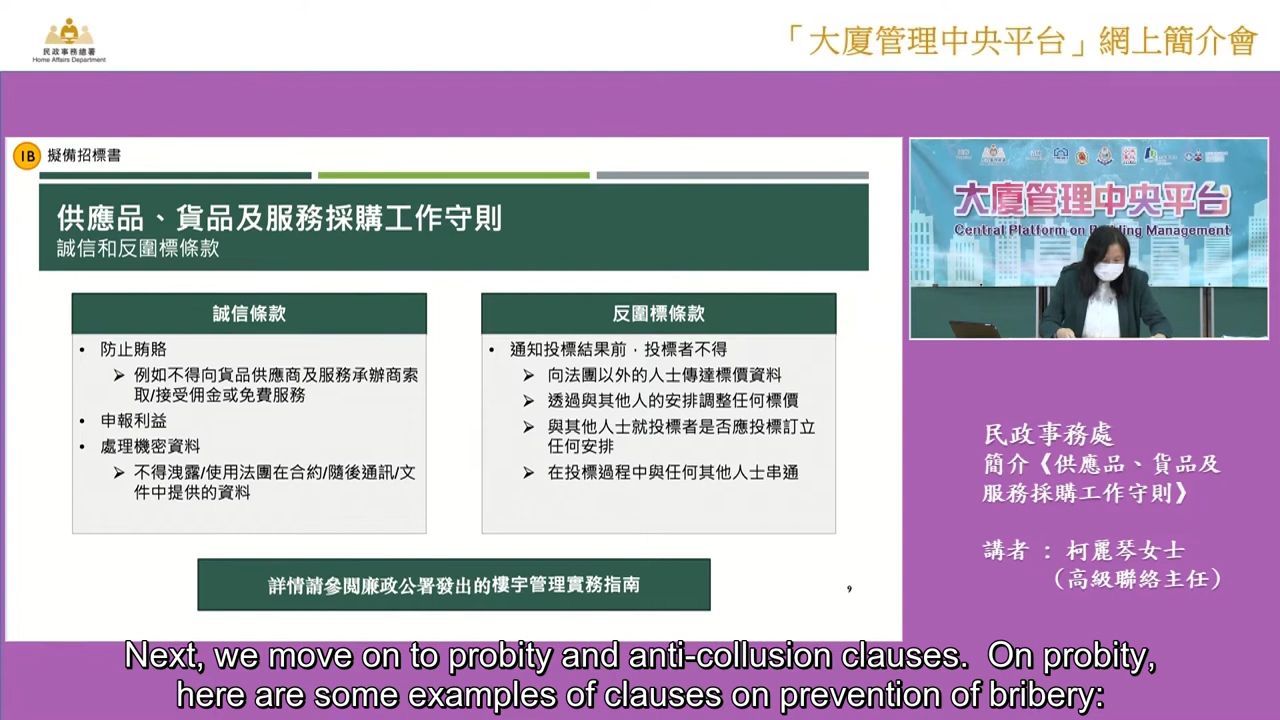 民政事務總署
Home Affairs Department
「大廈管理中央平台」網上簡介會
1B 擬備招標書
供應品、貨品及服務採購工作守則
誠信和反圍標條款
誠信條款
• 防止賄賂
➢ 例如不得向貨品供應商及服務承辦商索
取/接受佣金或免費服務
• 申報利益
• 處理機密資料
➢ 不得洩露/使用法團在合約/隨後通訊/文
件中提供的資料
反圍標條款
• 通知投標結果前，投標者不得
➢ 向法團以外的人士傳達標價資料
➢ 透過與其他人的安排調整任何標價
➢ 與其他人士就投標者是否應投標訂立
任何安排
➢ 在投標過程中與任何其他人士串通
詳情請參閱廉政公署發出的樓宇管理實務指南
9
大廈管理中央平台
Central Platform on Building Management
民政事務處
簡介《供應品、貨品及
服務採購工作守則》
講者 ： 柯麗琴女士
（高級聯絡主任）
Next, we move on to probity and anti-collusion clauses. On probity,
here are some examples of clauses on prevention of bribery: